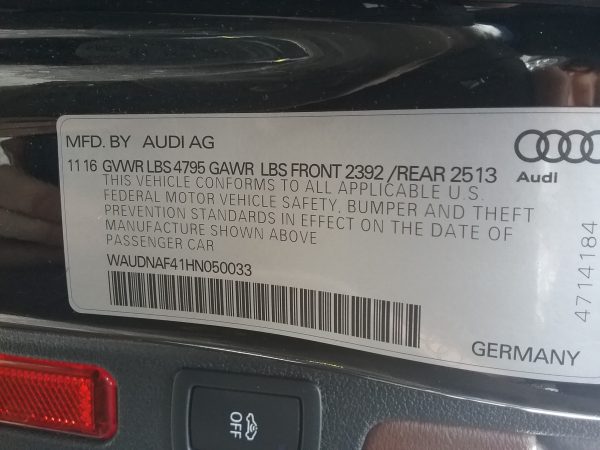 MFD. BY AUDI AG
11 16 GVWR LBS 4795 GAWR LBS FRONT 2392 /REAR 2513
THIS VEHICLE CONFORMS TO ALL APPLICABLE U.S.
FEDERAL MOTOR VEHICLE SAFETY, BUMPER AND THEFT
PREVENTION STANDARDS IN EFFECT ON THE DATE OF
MANUFACTURE SHOWN ABOVE
PASSENGER CAR
WAUDNAF41HN050033
Audi
4714184
GERMANY
OFF